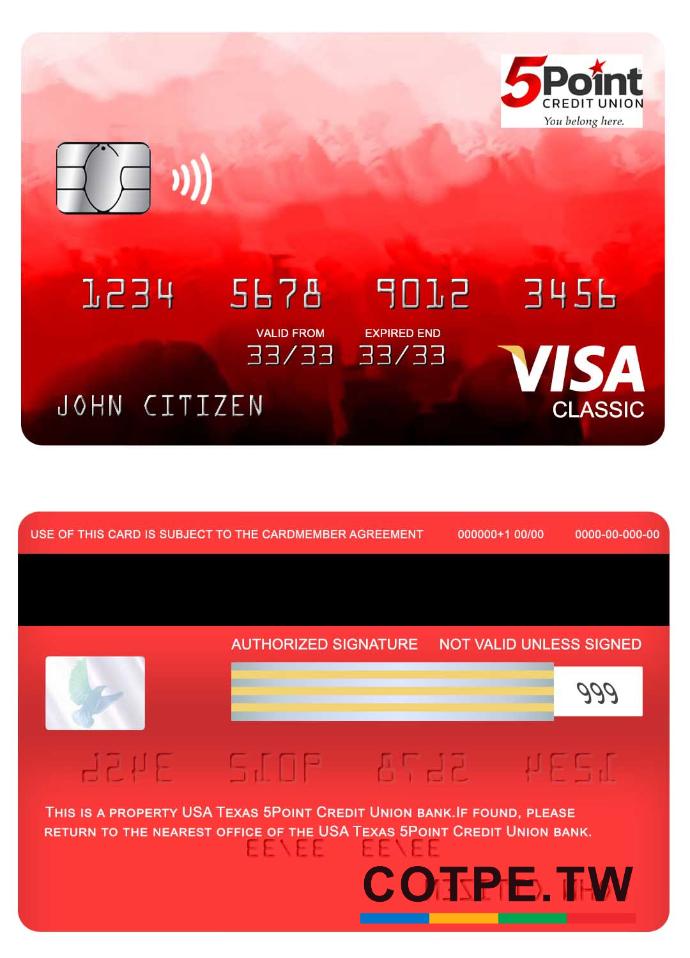 5Point
CREDIT UNION
You belong here.
1234 5678 9012 3456
VALID FROM EXPIRED END
33/33 33/33
JOHN CITIZEN
VISA
CLASSIC
USE OF THIS CARD IS SUBJECT TO THE CARDMEMBER AGREEMENT 000000+1 00/00 0000-00-000-00
AUTHORIZED SIGNATURE NOT VALID UNLESS SIGNED
999
THIS IS A PROPERTY USA TEXAS 5POINT CREDIT UNION BANK.IF FOUND, PLEASE
RETURN TO THE NEAREST OFFICE OF THE USA TEXAS 5POINT CREDIT UNION BANK.
COTPE.TW